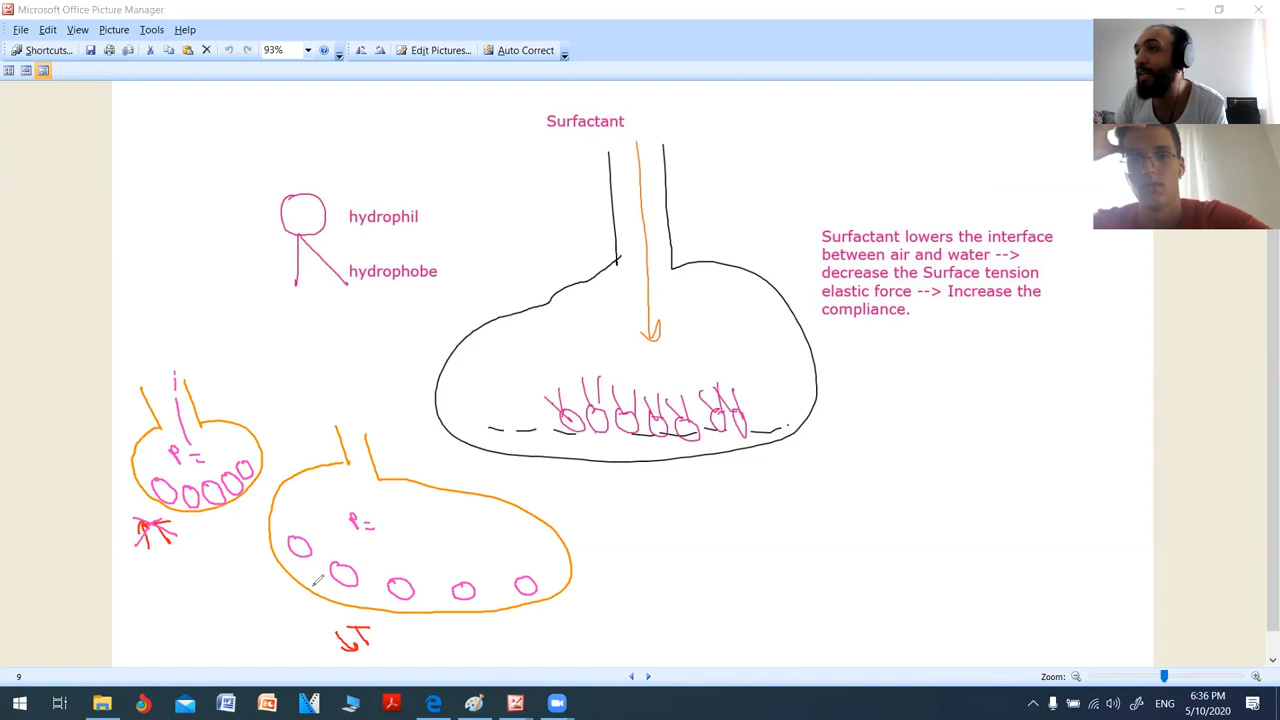 Microsoft Office Picture Manager
File Edit View Picture Tools Help
Shortcuts... 93% Edit Pictures... Auto Correct
Surfactant
hydrophil
hydrophobe
Surfactant lowers the interface
between air and water -->
decrease the Surface tension
elastic force --> Increase the
compliance.
P =
P =
T
9
Zoom:
ENG
6:36 PM
5/10/2020